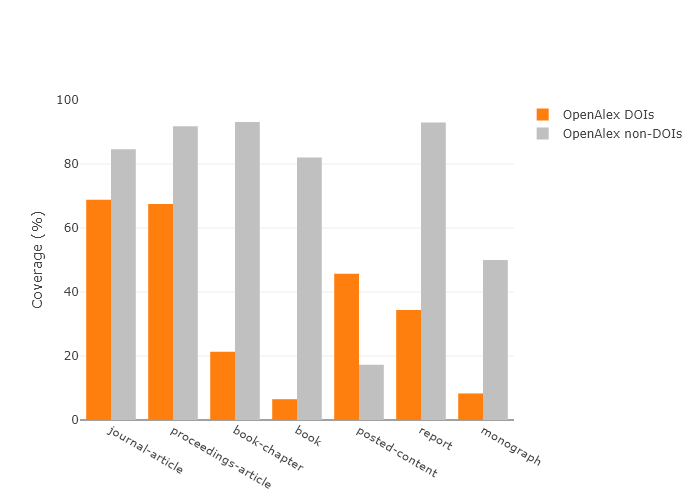 OpenAlex DOIs
OpenAlex non-DOIs
Coverage (%)
100
80
60
40
20
0
journal-article
proceedings-article
book-chapter
book
posted-content
report
monograph